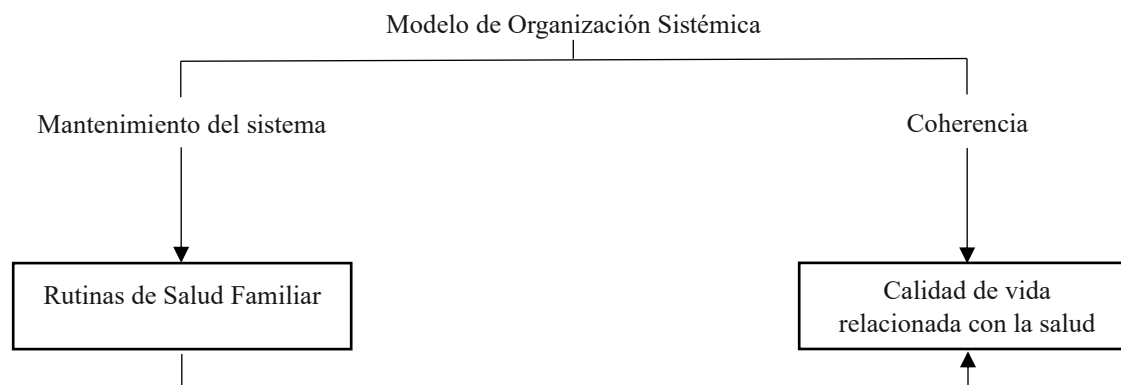 Modelo de Organización Sistémica
Mantenimiento del sistema
Coherencia
Rutinas de Salud Familiar
Calidad de vida
relacionada con la salud